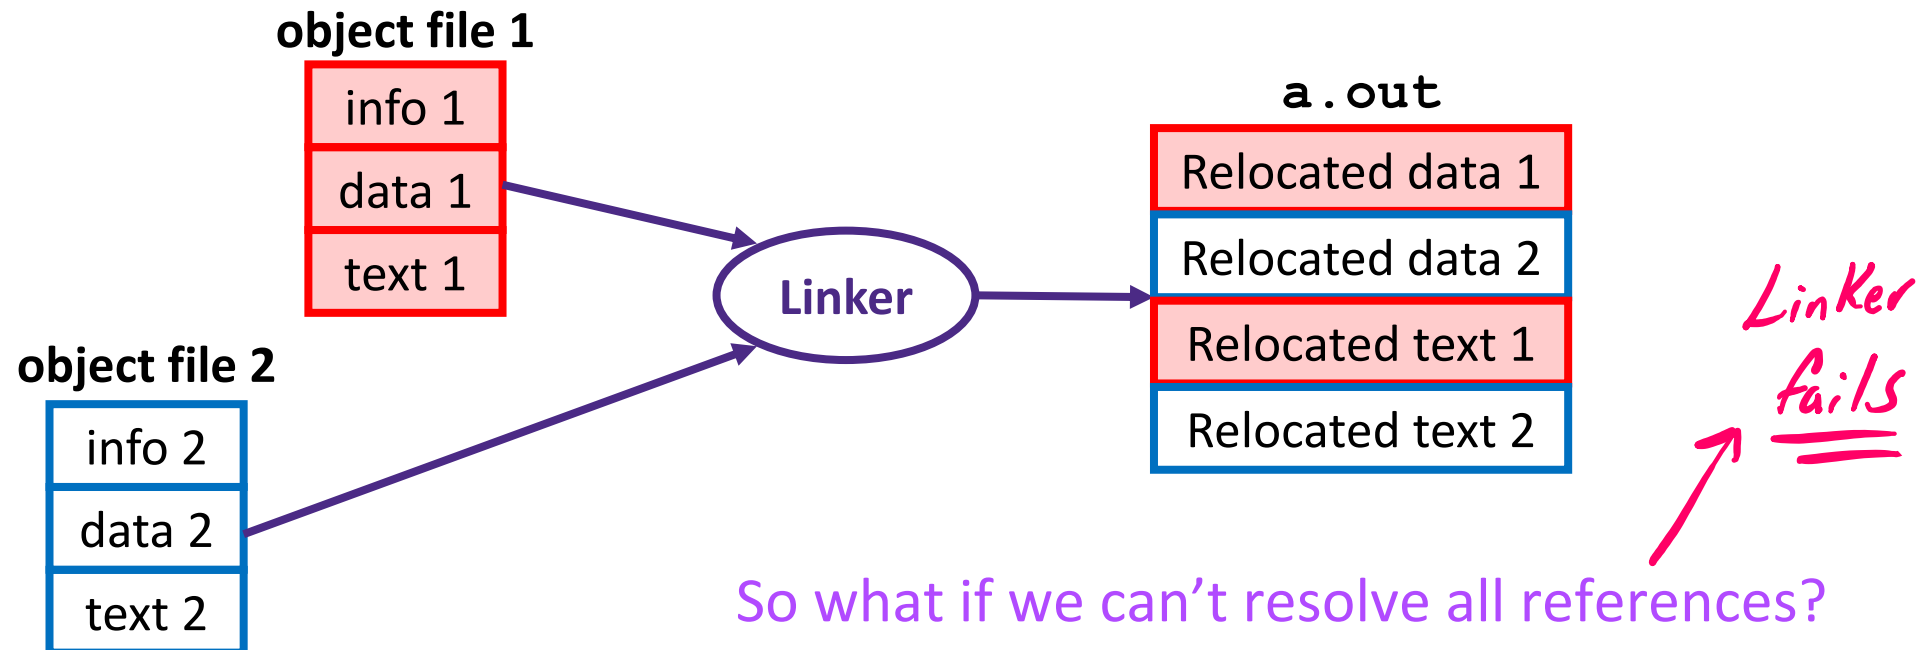 object file 1
info 1
data 1
text 1
object file 2
info 2
data 2
text 2
Linker
a.out
Relocated data 1
Relocated data 2
Relocated text 1
Relocated text 2
Linker
fails
So what if we can’t resolve all references?